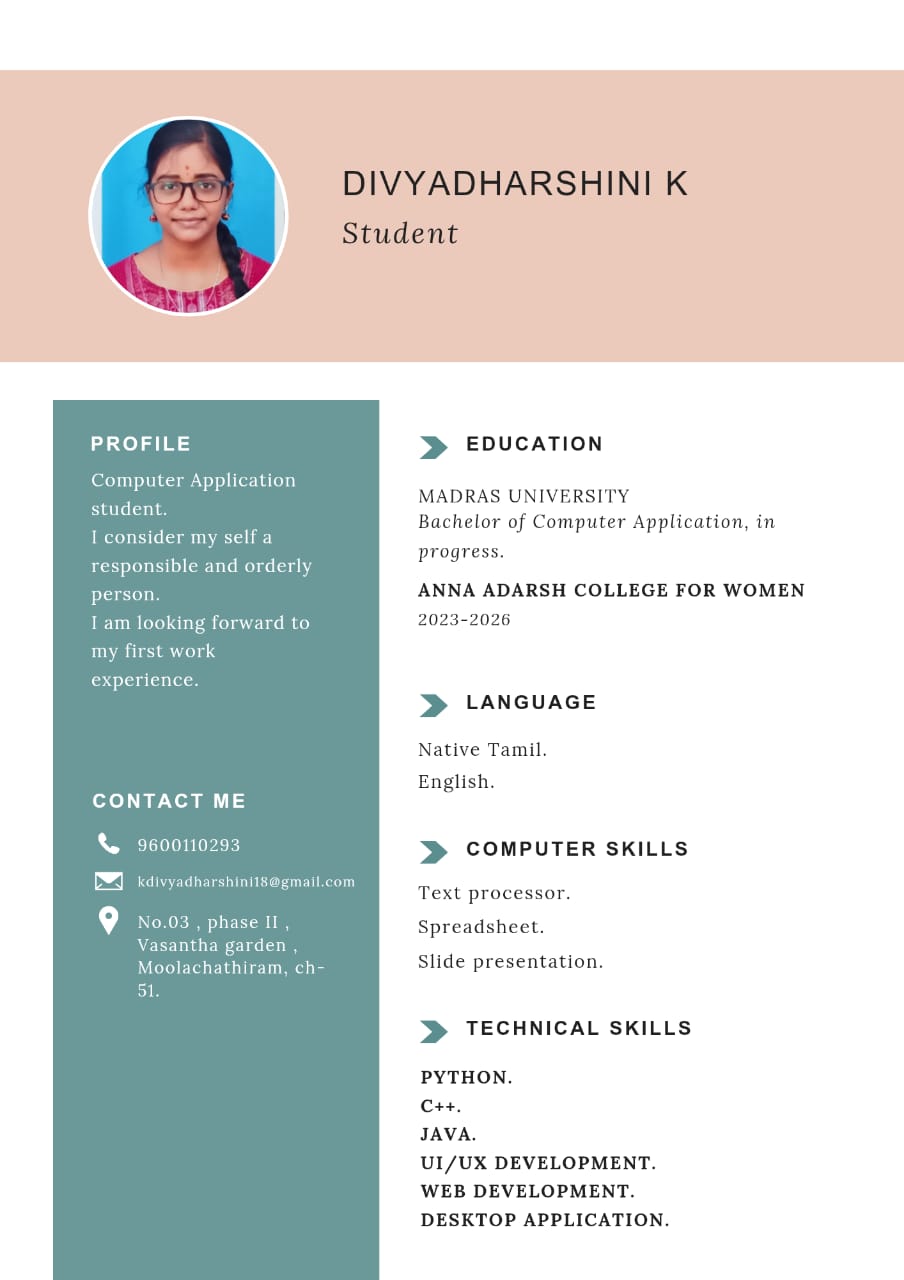 DIVYADHARSHINI K
Student
PROFILE
Computer Application
student.
I consider my self a
responsible and orderly
person.
I am looking forward to
my first work
experience.
CONTACT ME
9600110293
kdivyadharshini18@gmail.com
No.03 , phase II ,
Vasantha garden ,
Moolachathiram, ch-
51.
EDUCATION
MADRAS UNIVERSITY
Bachelor of Computer Application, in
progress.
ANNA ADARSH COLLEGE FOR WOMEN
2023-2026
LANGUAGE
Native Tamil.
English.
COMPUTER SKILLS
Text processor.
Spreadsheet.
Slide presentation.
TECHNICAL SKILLS
PYTHON.
C++.
JAVA.
UI/UX DEVELOPMENT.
WEB DEVELOPMENT.
DESKTOP APPLICATION.